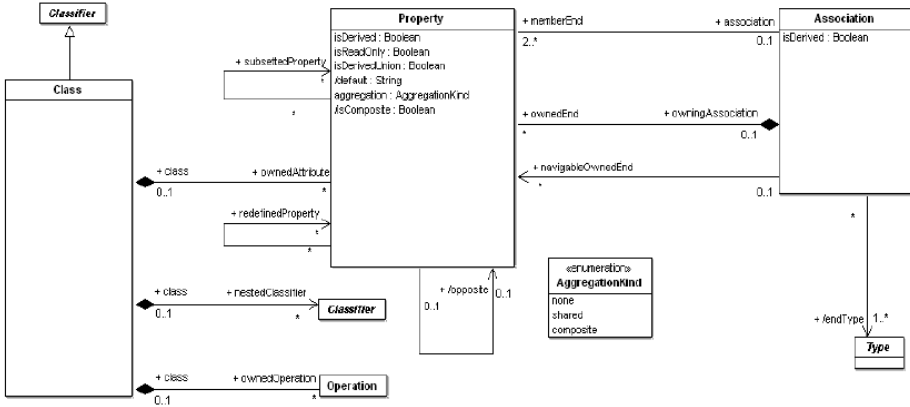 Classifier
Class
Property
isDerived : Boolean
isReadOnly : Boolean
isDerivedUnion : Boolean
/default : String
aggregation : AggregationKind
/isComposite : Boolean
Association
isDerived : Boolean
+ memberEnd
2..*
+ association
0..1
+ subsettedProperty
*
*
+ ownedEnd
*
+ owningAssociation
0..1
+ class
0..1
+ ownedAttribute
*
+ navigableOwnedEnd
*
0..1
+ redefinedProperty
*
*
*
+ /opposite
0..1
0..1
«enumeration»
AggregationKind
none
shared
composite
+ class
0..1
+ nestedClassifier
*
Classifier
+ /endType
1..*
Type
+ class
0..1
+ ownedOperation
*
Operation